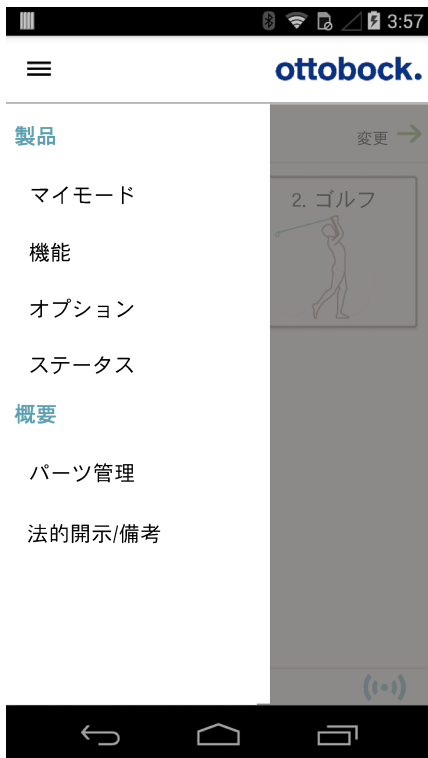 3:57
ottobock.
製品
変更
マイモード
2. ゴルフ
機能
オプション
ステータス
概要
パーツ管理
法的開示/備考